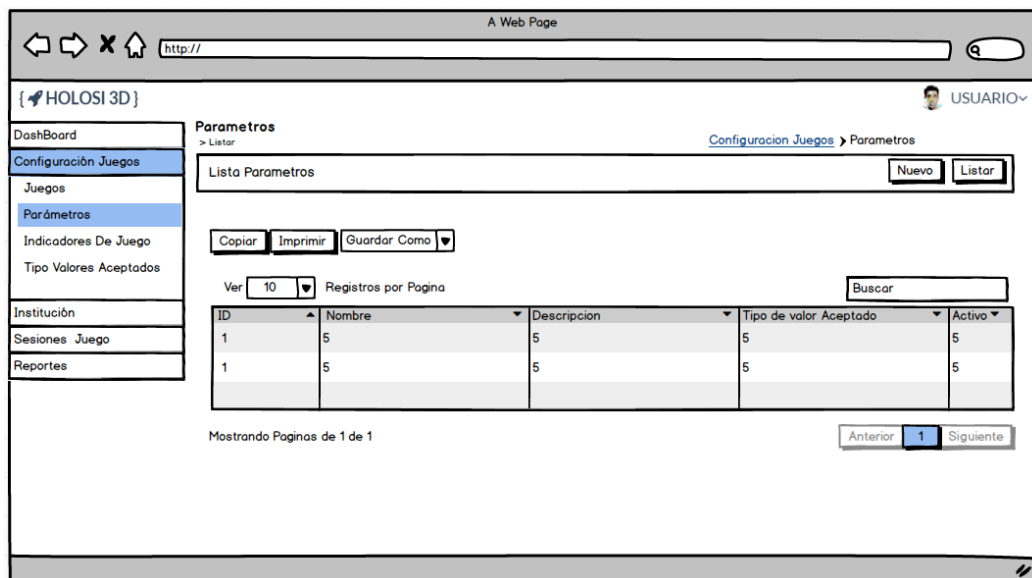 A Web Page
http://
{ HOLOSI 3D }
USUARIO
DashBoard
Configuración Juegos
Juegos
Parámetros
Indicadores De Juego
Tipo Valores Aceptados
Institución
Sesiones Juego
Reportes
Parametros
> Listar
Configuracion Juegos > Parametros
Lista Parametros
Nuevo Listar
Copiar Imprimir Guardar Como
Ver 10 Registros por Pagina
Buscar
ID Nombre Descripcion Tipo de valor Aceptado Activo
1 5 5 5 5
1 5 5 5 5
Mostrando Paginas de 1 de 1
Anterior 1 Siguiente